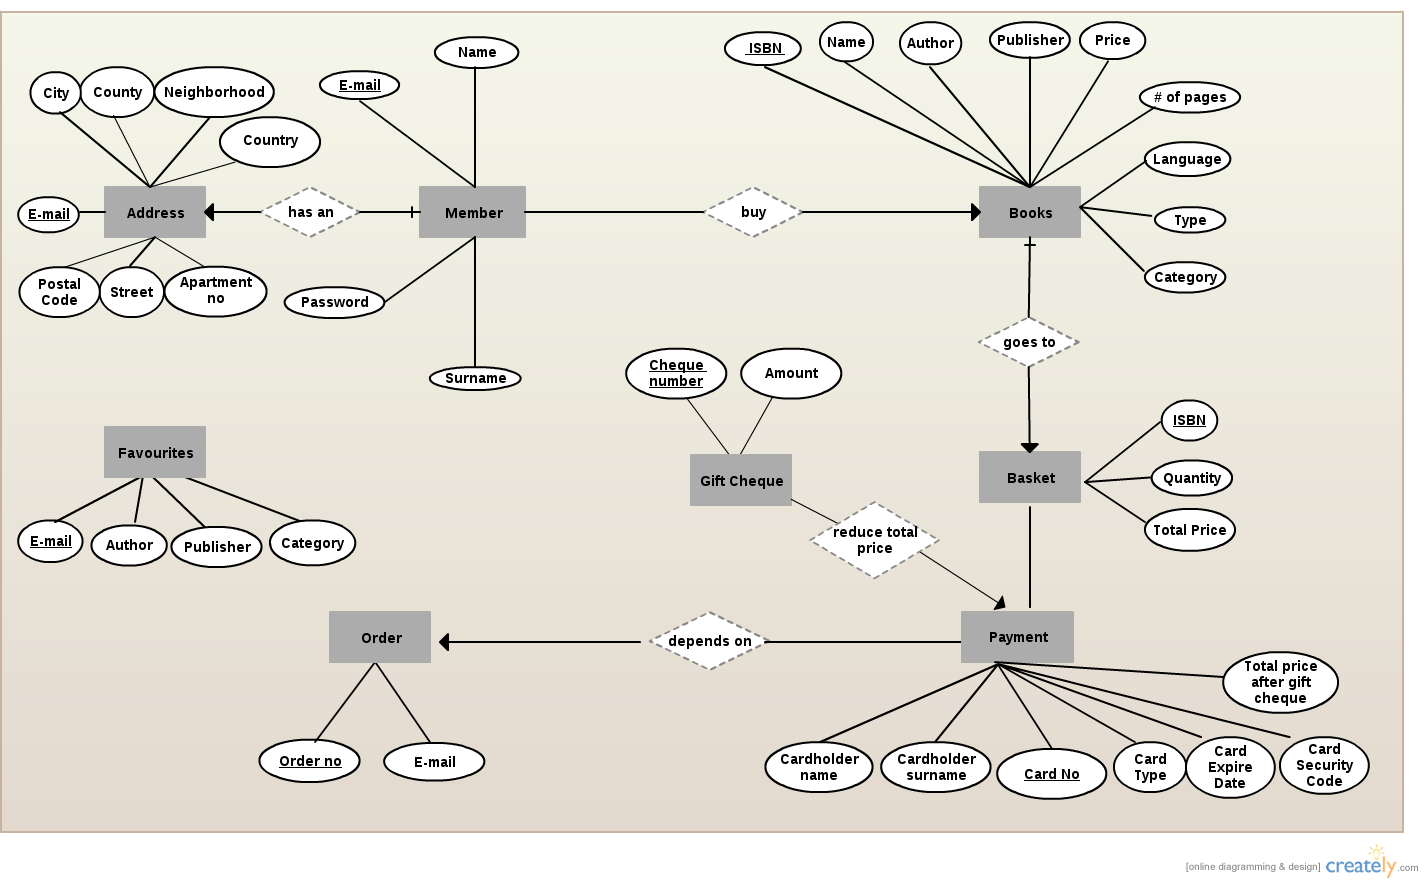 Name
ISBN
Name
Author
Publisher
Price
City
County
Neighborhood
E-mail
# of pages
Country
Language
E-mail
Address
has an
Member
buy
Books
Type
Postal
Code
Street
Apartment
no
Password
Category
goes to
Surname
Cheque
number
Amount
ISBN
Favourites
Gift Cheque
Basket
Quantity
E-mail
Author
Publisher
Category
reduce total
price
Total Price
Order
depends on
Payment
Total price
after gift
cheque
Order no
E-mail
Cardholder
name
Cardholder
surname
Card No
Card
Type
Card
Expire
Date
Card
Security
Code
[online diagramming & design] creately.com